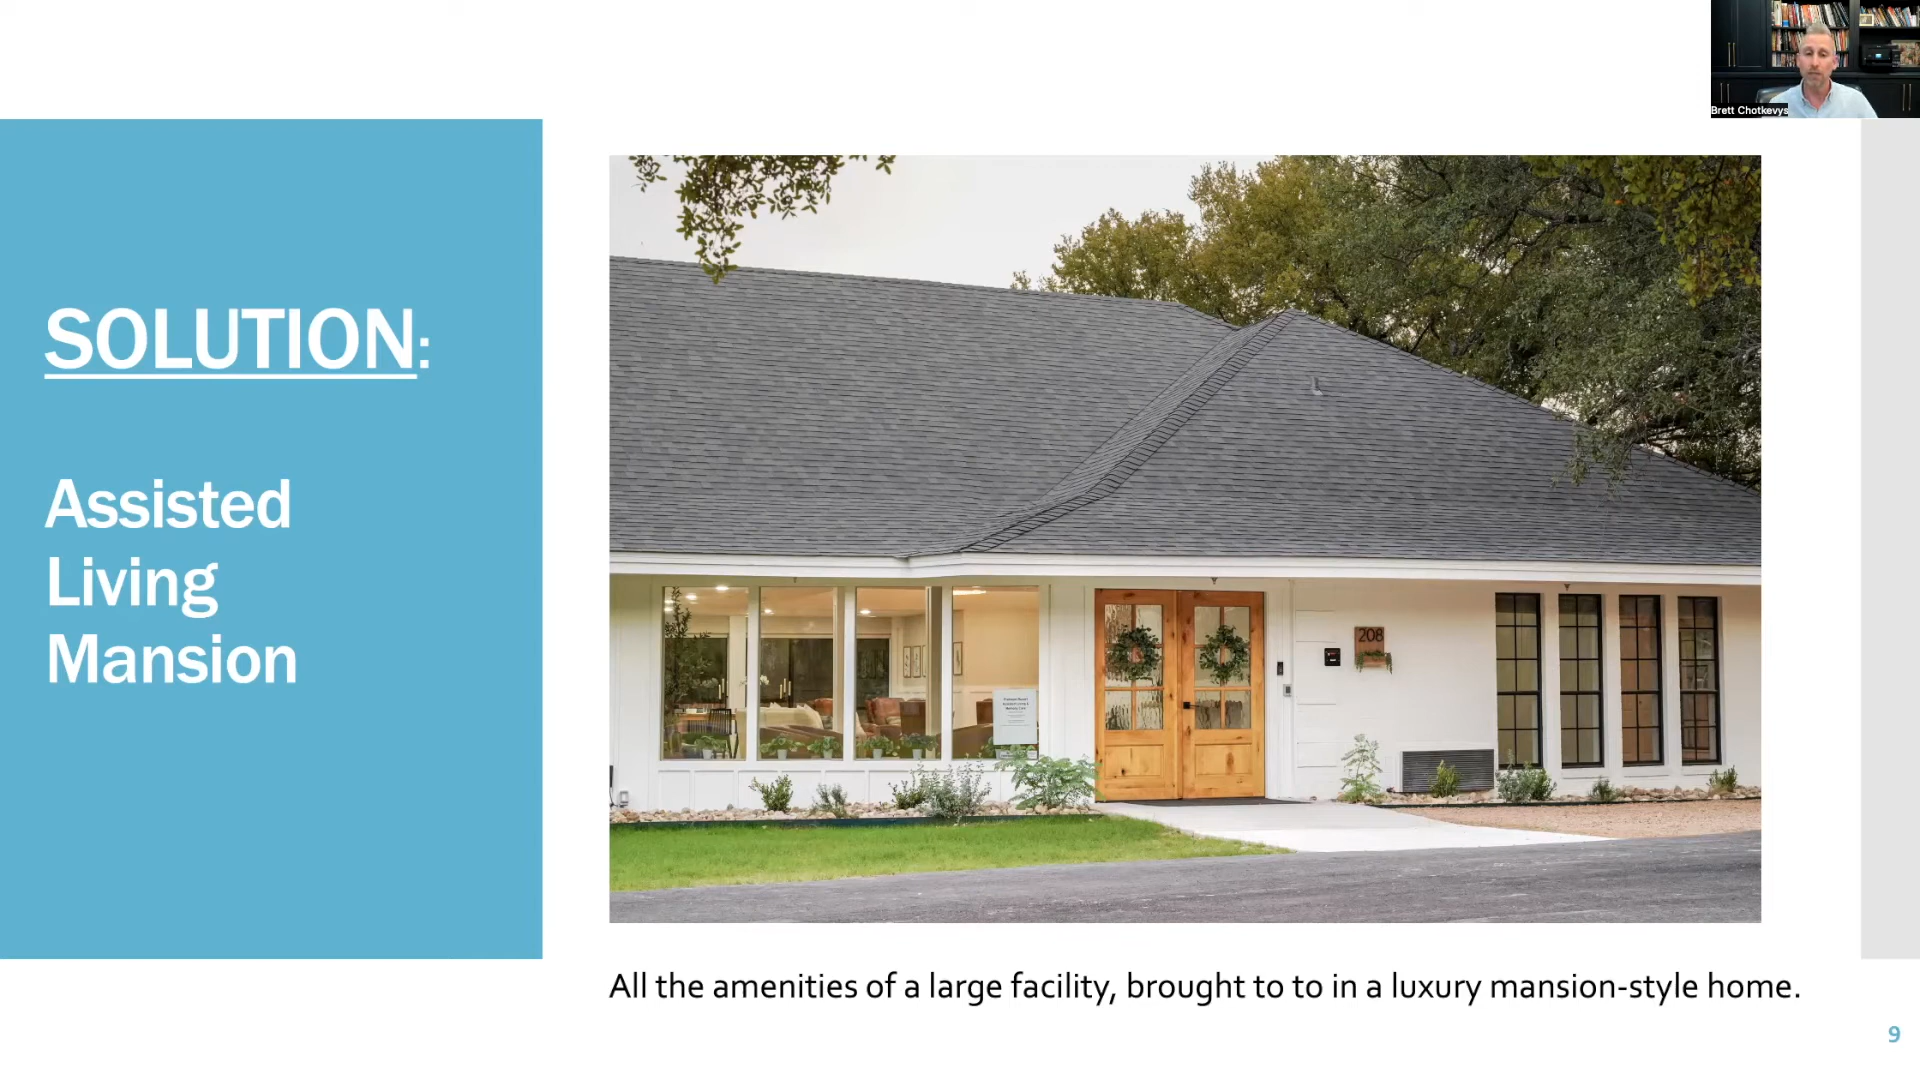 Brett Chotkevys
SOLUTION:
Assisted
Living
Mansion
208
All the amenities of a large facility, brought to to in a luxury mansion-style home.
9